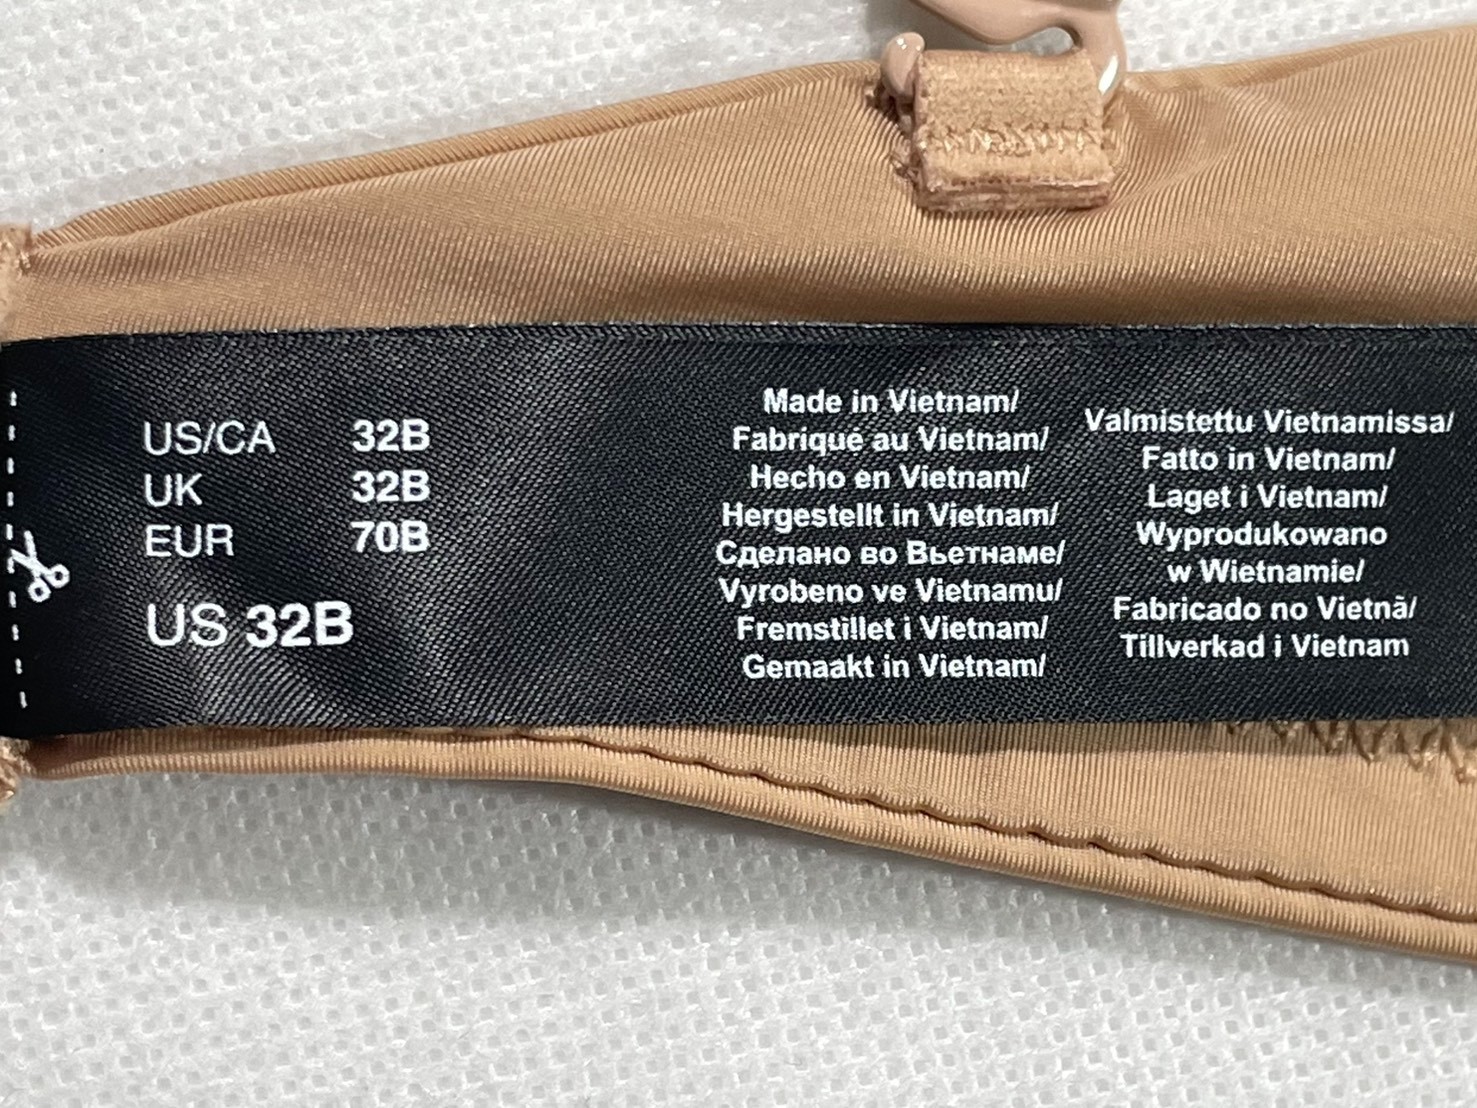 US/CA 32B
UK 32B
EUR 70B
US 32B
Made in Vietnam/
Fabriqué au Vietnam/
Hecho en Vietnam/
Hergestellt in Vietnam/
Сделано во Вьетнаме/
Vyrobeno ve Vietnamu/
Fremstillet i Vietnam/
Gemaakt in Vietnam/
Valmistettu Vietnamissa/
Fatto in Vietnam/
Laget i Vietnam/
Wyprodukowano
w Wietnamie/
Fabricado no Vietnã/
Tillverkad i Vietnam